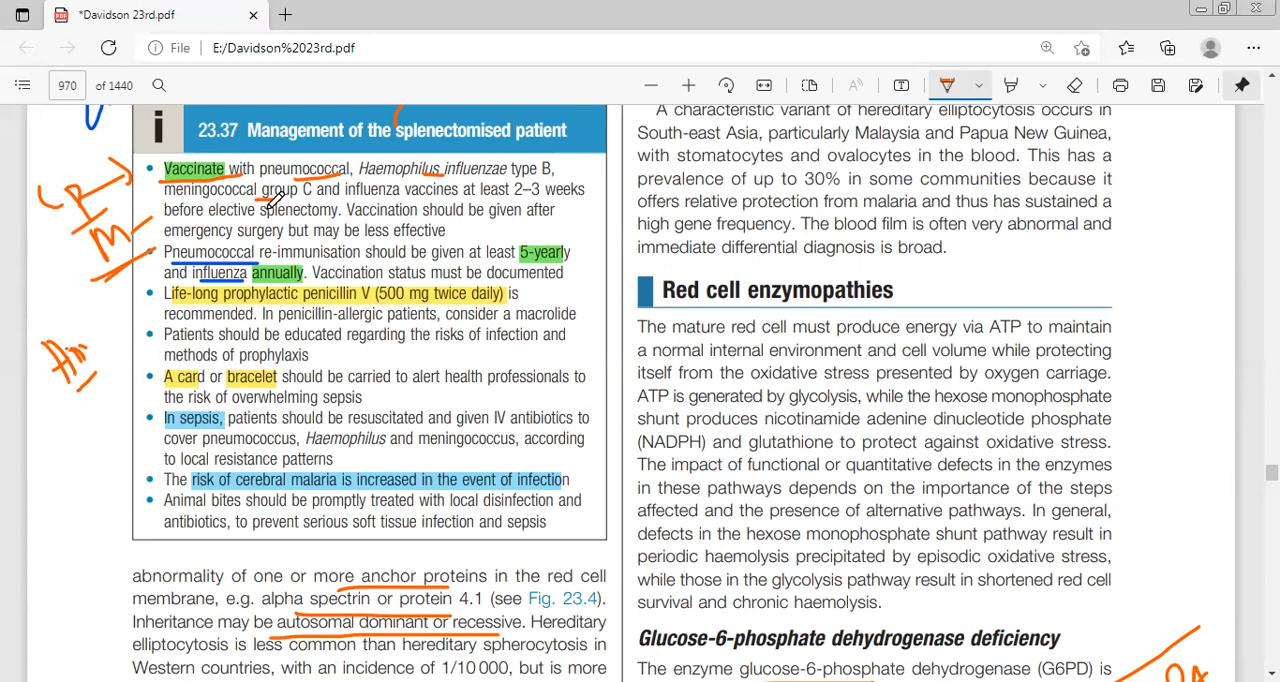 *Davidson 23rd.pdf
File
E:/Davidson%2023rd.pdf
970 of 1440
i
23.37 Management of the splenectomised patient
• Vaccinate with pneumococcal, Haemophilus influenzae type B,
meningococcal group C and influenza vaccines at least 2–3 weeks
before elective splenectomy. Vaccination should be given after
emergency surgery but may be less effective
• Pneumococcal re-immunisation should be given at least 5-yearly
and influenza annually. Vaccination status must be documented
• Life-long prophylactic penicillin V (500 mg twice daily) is
recommended. In penicillin-allergic patients, consider a macrolide
• Patients should be educated regarding the risks of infection and
methods of prophylaxis
• A card or bracelet should be carried to alert health professionals to
the risk of overwhelming sepsis
• In sepsis, patients should be resuscitated and given IV antibiotics to
cover pneumococcus, Haemophilus and meningococcus, according
to local resistance patterns
• The risk of cerebral malaria is increased in the event of infection
• Animal bites should be promptly treated with local disinfection and
antibiotics, to prevent serious soft tissue infection and sepsis
abnormality of one or more anchor proteins in the red cell
membrane, e.g. alpha spectrin or protein 4.1 (see Fig. 23.4).
Inheritance may be autosomal dominant or recessive. Hereditary
elliptocytosis is less common than hereditary spherocytosis in
Western countries, with an incidence of 1/10 000, but is more
A characteristic variant of hereditary elliptocytosis occurs in
South-east Asia, particularly Malaysia and Papua New Guinea,
with stomatocytes and ovalocytes in the blood. This has a
prevalence of up to 30% in some communities because it
offers relative protection from malaria and thus has sustained a
high gene frequency. The blood film is often very abnormal and
immediate differential diagnosis is broad.
Red cell enzymopathies
The mature red cell must produce energy via ATP to maintain
a normal internal environment and cell volume while protecting
itself from the oxidative stress presented by oxygen carriage.
ATP is generated by glycolysis, while the hexose monophosphate
shunt produces nicotinamide adenine dinucleotide phosphate
(NADPH) and glutathione to protect against oxidative stress.
The impact of functional or quantitative defects in the enzymes
in these pathways depends on the importance of the steps
affected and the presence of alternative pathways. In general,
defects in the hexose monophosphate shunt pathway result in
periodic haemolysis precipitated by episodic oxidative stress,
while those in the glycolysis pathway result in shortened red cell
survival and chronic haemolysis.
Glucose-6-phosphate dehydrogenase deficiency
The enzyme glucose-6-phosphate dehydrogenase (G6PD) is